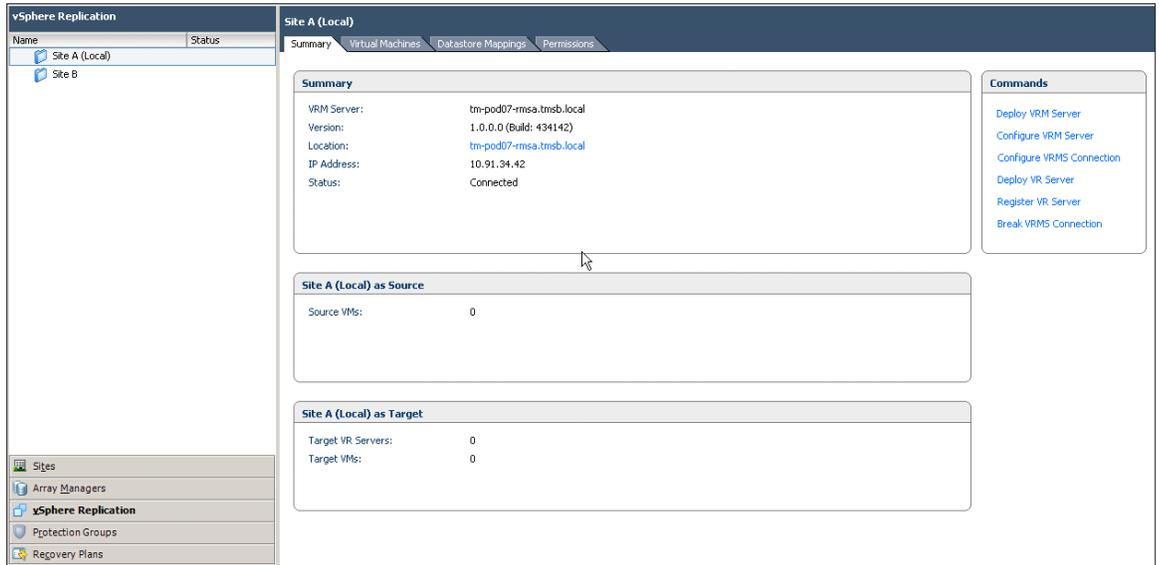 vSphere Replication
Name Status
Site A (Local)
Site B
Sites
Array Managers
vSphere Replication
Protection Groups
Recovery Plans
Site A (Local)
Summary Virtual Machines Datastore Mappings Permissions
Summary
VRM Server: tm-pod07-rmsa.tmsb.local
Version: 1.0.0.0 (Build: 434142)
Location: tm-pod07-rmsa.tmsb.local
IP Address: 10.91.34.42
Status: Connected
Site A (Local) as Source
Source VMs: 0
Site A (Local) as Target
Target VR Servers: 0
Target VMs: 0
Commands
Deploy VRM Server
Configure VRM Server
Configure VRMS Connection
Deploy VR Server
Register VR Server
Break VRMS Connection